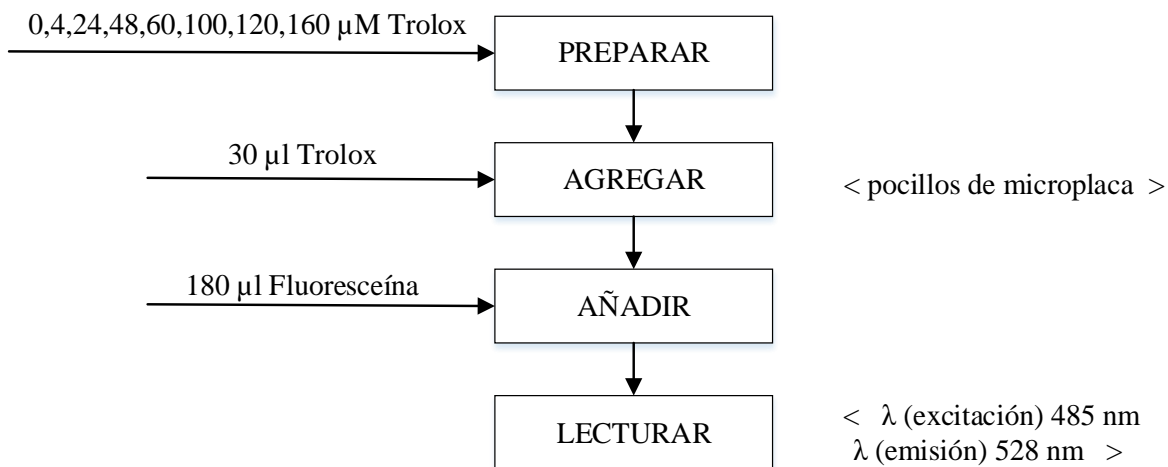 0,4,24,48,60,100,120,160 µM Trolox
PREPARAR
30 µl Trolox
AGREGAR
< pocillos de microplaca >
180 µl Fluoresceína
AÑADIR
LECTURAR
< λ (excitación) 485 nm
λ (emisión) 528 nm >